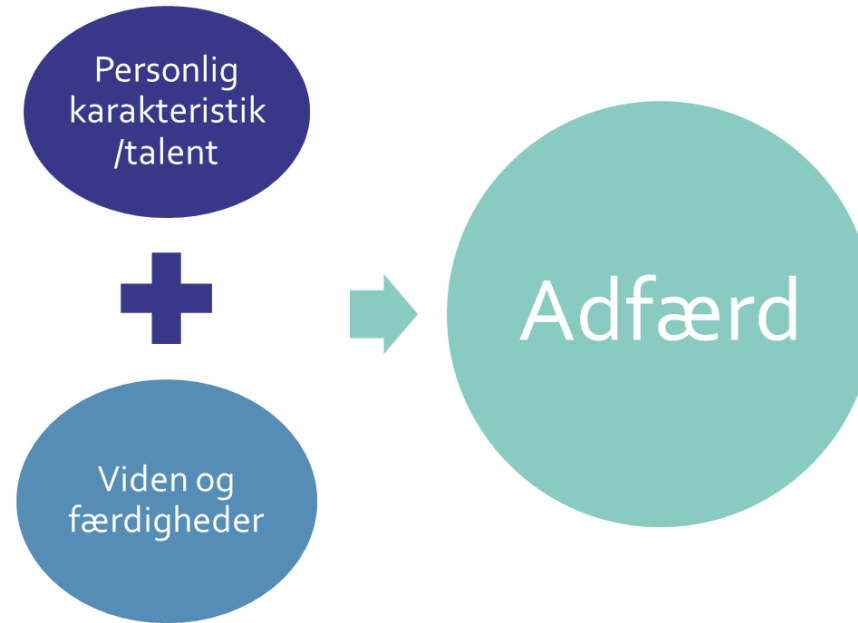 Personlig
karakteristik
/talent
Viden og
færdigheder
Adfærd